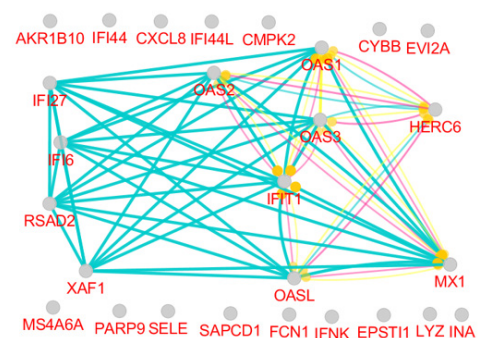 AKR1B10 IFI44 CXCL8 IFI44L CMPK2 CYBB EVI2A
OAS1
IFI27 OAS2
OAS3 HERC6
IFI6
IFIT1
RSAD2
XAF1 OASL MX1
MS4A6A PARP9 SELE SAPCD1 FCN1 IFNK EPSTI1 LYZ INA